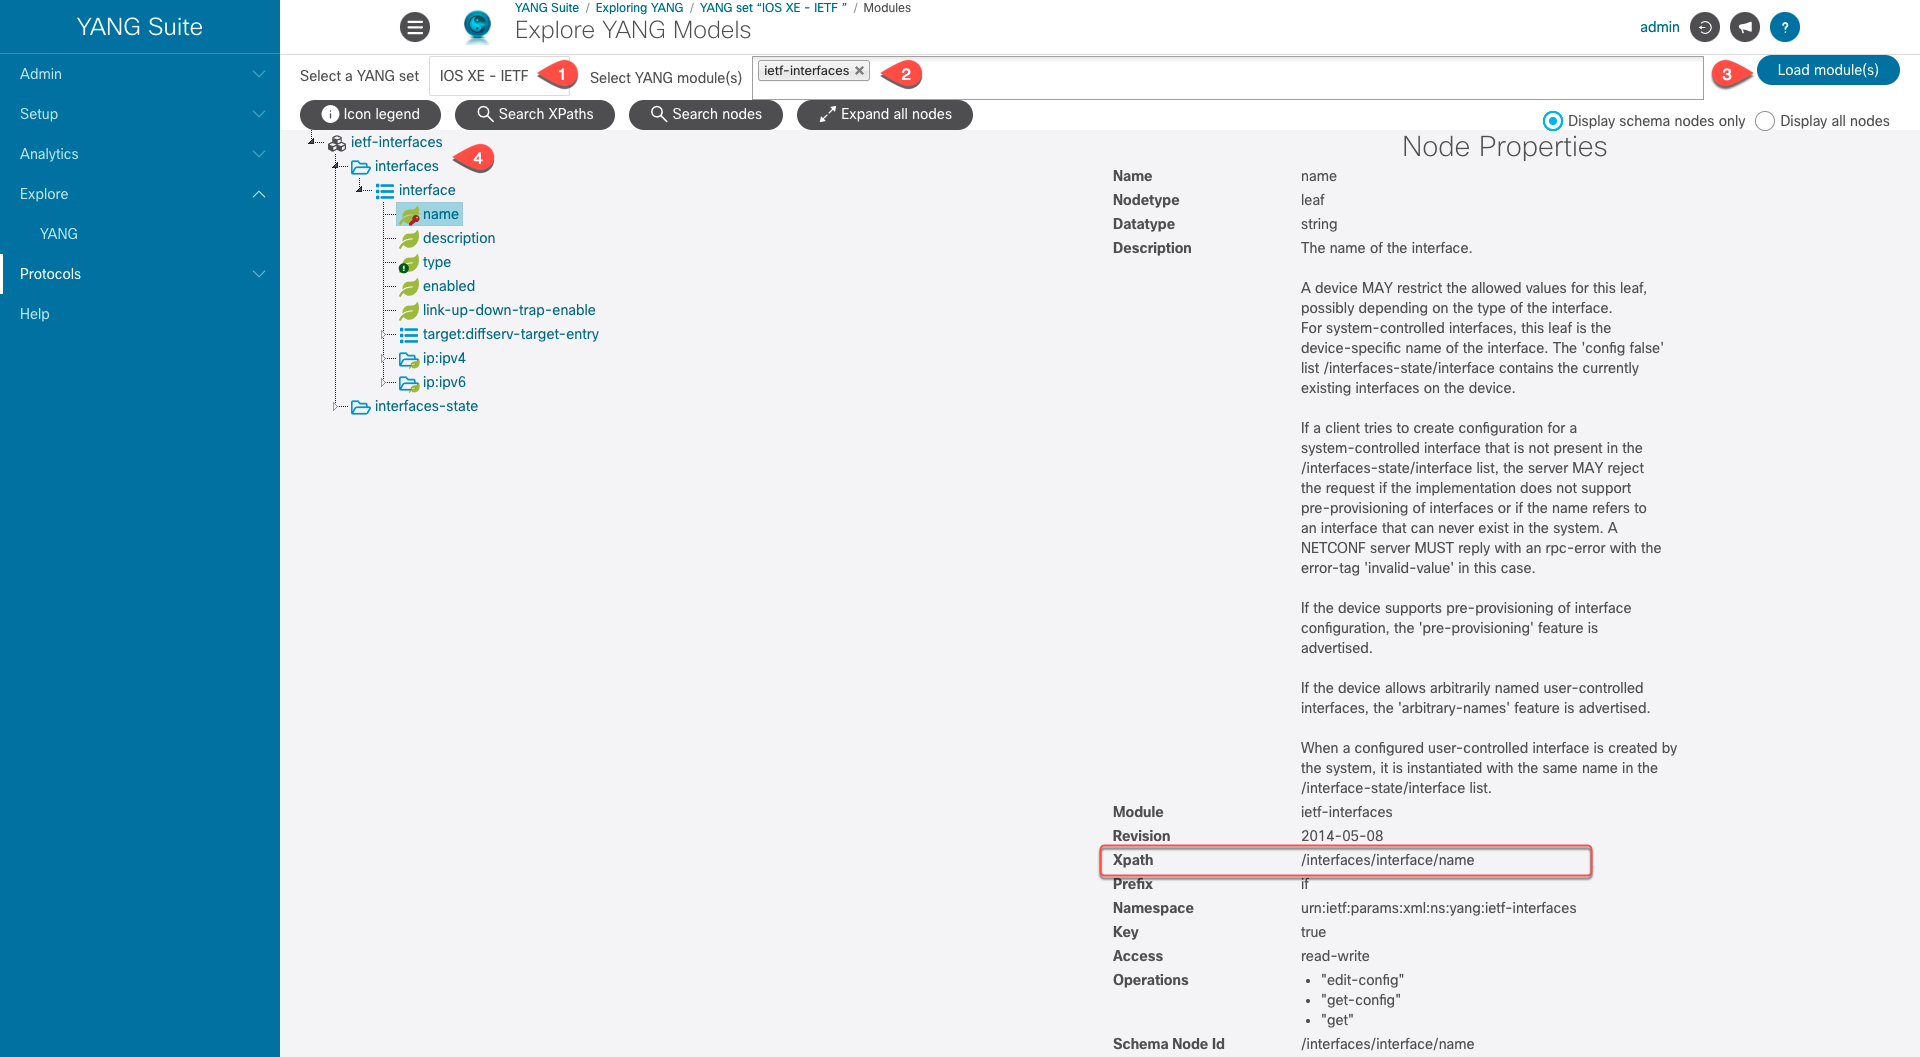 YANG Suite
Admin
Setup
Analytics
Explore
YANG
Protocols
Help
YANG Suite / Exploring YANG / YANG set “IOS XE - IETF ” / Modules
Explore YANG Models
admin
?
Select a YANG set
IOS XE - IETF
1
Select YANG module(s)
ietf-interfaces ×
2
3
Load module(s)
Icon legend
Search XPaths
Search nodes
Expand all nodes
Display schema nodes only
Display all nodes
ietf-interfaces
interfaces
4
interface
name
description
type
enabled
link-up-down-trap-enable
target:diffserv-target-entry
ip:ipv4
ip:ipv6
interfaces-state
Node Properties
Name name
Nodetype leaf
Datatype string
Description The name of the interface.
A device MAY restrict the allowed values for this leaf,
possibly depending on the type of the interface.
For system-controlled interfaces, this leaf is the
device-specific name of the interface. The 'config false'
list /interfaces-state/interface contains the currently
existing interfaces on the device.
If a client tries to create configuration for a
system-controlled interface that is not present in the
/interfaces-state/interface list, the server MAY reject
the request if the implementation does not support
pre-provisioning of interfaces or if the name refers to
an interface that can never exist in the system. A
NETCONF server MUST reply with an rpc-error with the
error-tag 'invalid-value' in this case.
If the device supports pre-provisioning of interface
configuration, the 'pre-provisioning' feature is
advertised.
If the device allows arbitrarily named user-controlled
interfaces, the 'arbitrary-names' feature is advertised.
When a configured user-controlled interface is created by
the system, it is instantiated with the same name in the
/interface-state/interface list.
Module ietf-interfaces
Revision 2014-05-08
Xpath /interfaces/interface/name
Prefix if
Namespace urn:ietf:params:xml:ns:yang:ietf-interfaces
Key true
Access read-write
Operations • "edit-config"
• "get-config"
• "get"
Schema Node Id /interfaces/interface/name